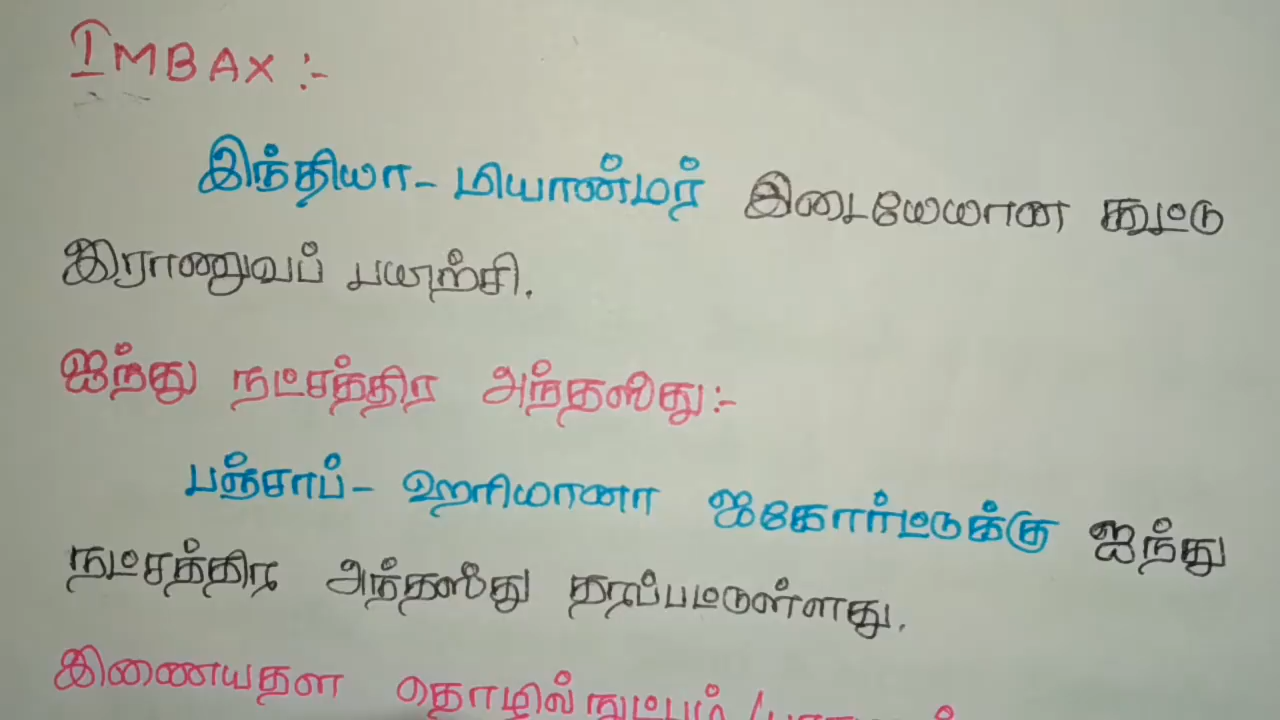 IMBAX :-
இந்தியா - மியான்மர் இடையேயான கூட்டு
இராணுவப் பயிற்சி.
ஐந்து நட்சத்திர அந்தஸ்து :-
பஞ்சாப் - ஹரியானா ஐகோர்ட்டுக்கு ஐந்து
நட்சத்திர அந்தஸ்து தரப்பட்டுள்ளது.
இணையதள தொழில்நுட்பம்